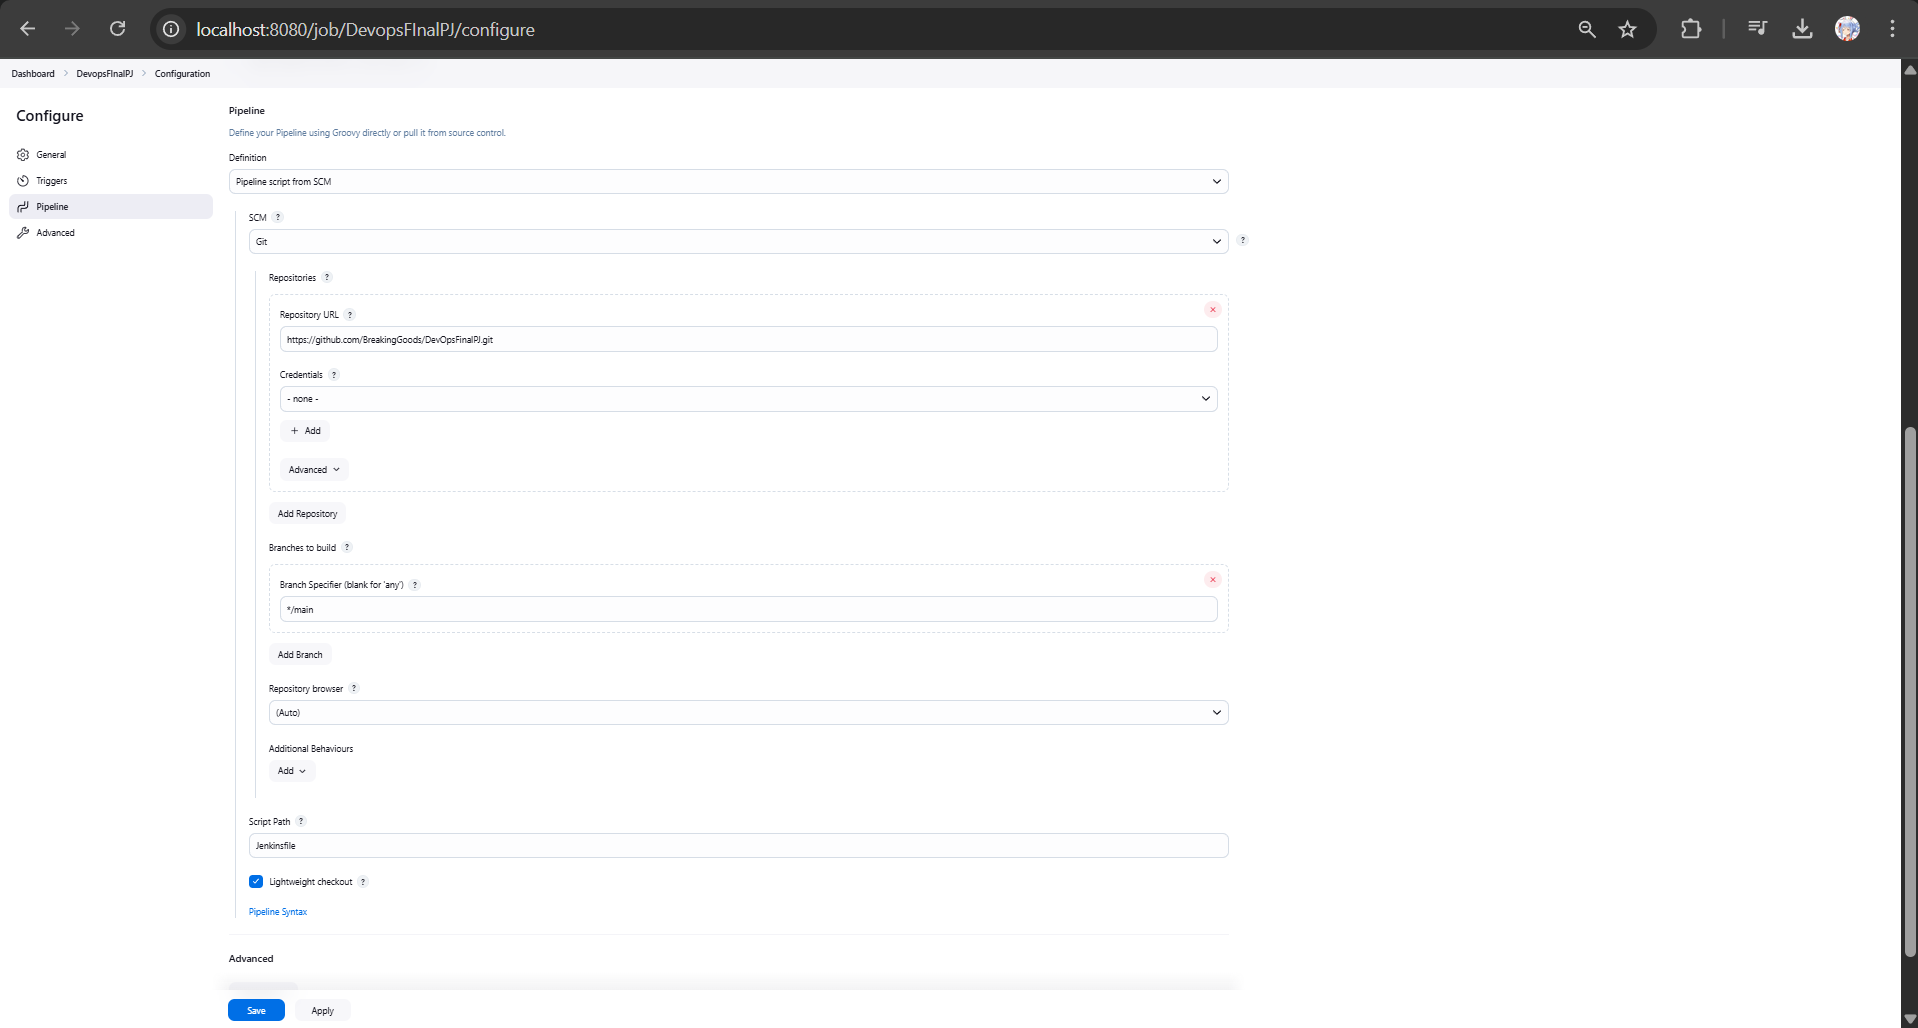 localhost:8080/job/DevopsFInalPJ/configure
Dashboard > DevopsFInalPJ > Configuration
Configure
General
Triggers
Pipeline
Advanced
Pipeline
Define your Pipeline using Groovy directly or pull it from source control.
Definition
Pipeline script from SCM
SCM ?
Git
?
Repositories ?
Repository URL ?
https://github.com/BreakingGoods/DevOpsFinalPJ.git
Credentials ?
- none -
+ Add
Advanced
Add Repository
Branches to build ?
Branch Specifier (blank for 'any') ?
*/main
Add Branch
Repository browser ?
(Auto)
Additional Behaviours
Add
Script Path ?
Jenkinsfile
Lightweight checkout ?
Pipeline Syntax
Advanced
Save
Apply